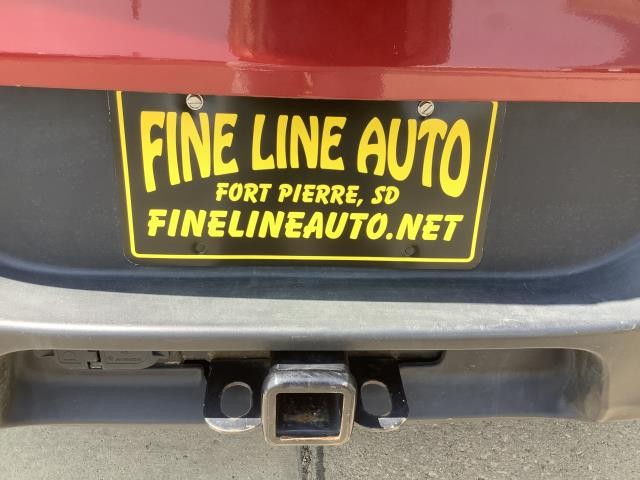 FINE LINE AUTO
FORT PIERRE, SD
FINELINEAUTO.NET